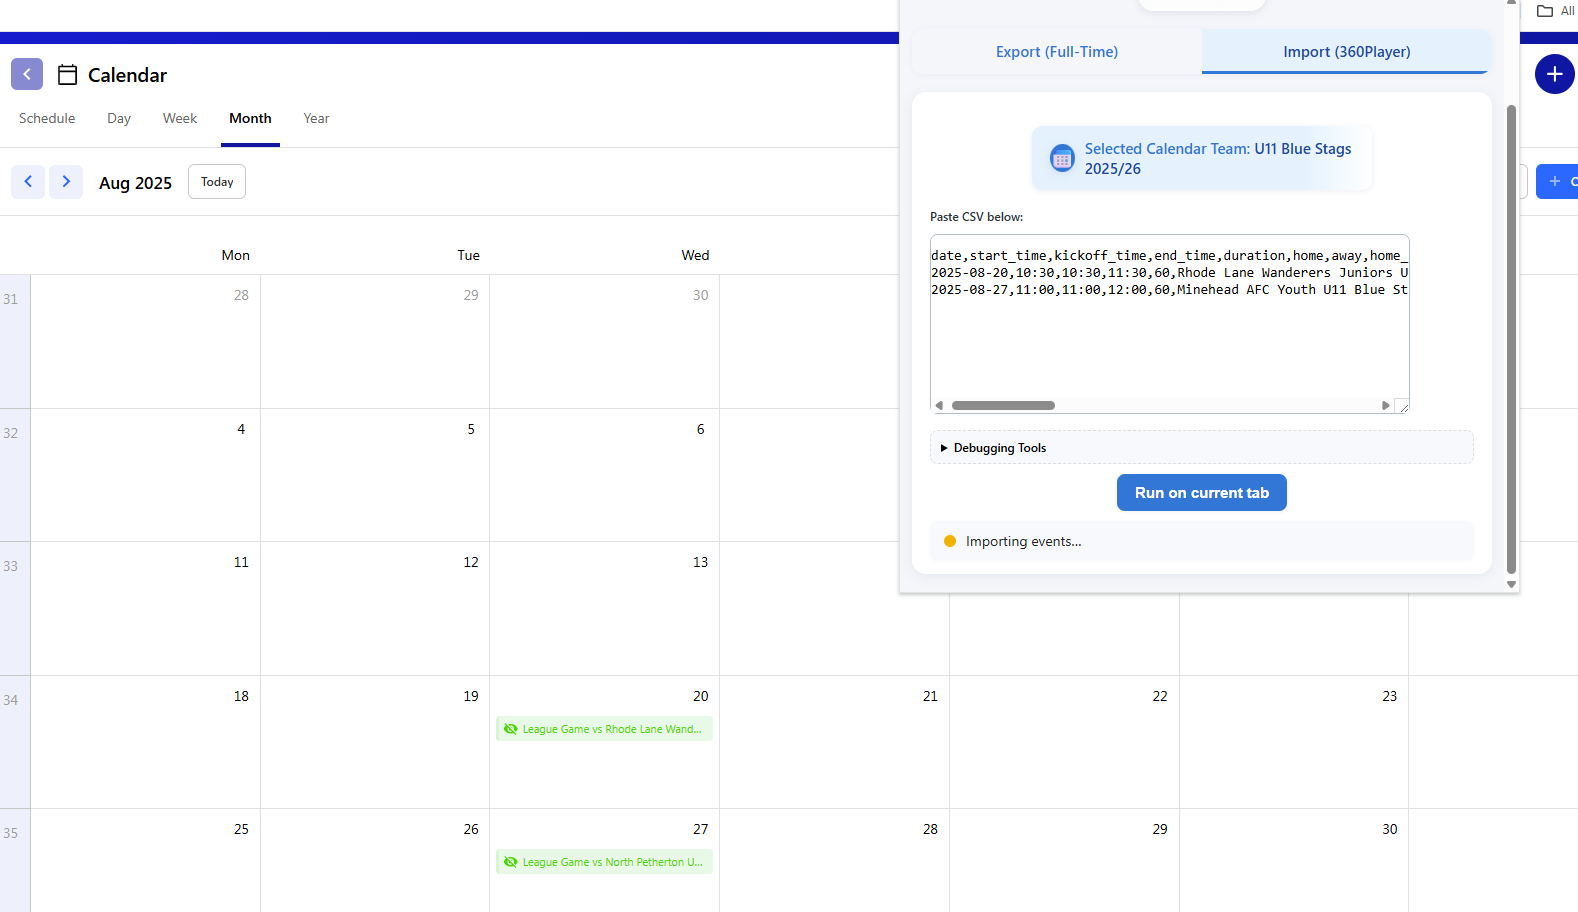 All
Export (Full-Time)
Import (360Player)
Calendar
Schedule
Day
Week
Month
Year
Aug 2025
Today
Selected Calendar Team: U11 Blue Stags
2025/26
Paste CSV below:
date,start_time,kickoff_time,end_time,duration,home,away,home_
2025-08-20,10:30,10:30,11:30,60,Rhode Lane Wanderers Juniors U
2025-08-27,11:00,11:00,12:00,60,Minehead AFC Youth U11 Blue St
Debugging Tools
Run on current tab
Importing events...
Mon
Tue
Wed
31
28
29
30
32
4
5
6
33
11
12
13
34
18
19
20
21
22
23
League Game vs Rhode Lane Wand...
35
25
26
27
28
29
30
League Game vs North Petherton U...